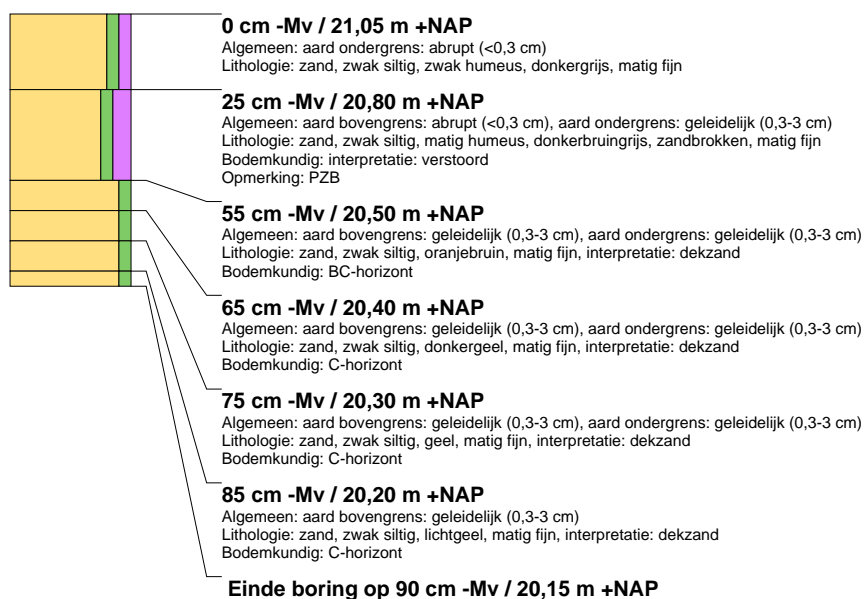 0 cm -Mv / 21,05 m +NAP
Algemeen: aard ondergrens: abrupt (<0,3 cm)
Lithologie: zand, zwak siltig, zwak humeus, donkergrijs, matig fijn
25 cm -Mv / 20,80 m +NAP
Algemeen: aard bovengrens: abrupt (<0,3 cm), aard ondergrens: geleidelijk (0,3-3 cm)
Lithologie: zand, zwak siltig, matig humeus, donkerbruingrijs, zandbrokken, matig fijn
Bodemkundig: interpretatie: verstoord
Opmerking: PZB
55 cm -Mv / 20,50 m +NAP
Algemeen: aard bovengrens: geleidelijk (0,3-3 cm), aard ondergrens: geleidelijk (0,3-3 cm)
Lithologie: zand, zwak siltig, oranjebruin, matig fijn, interpretatie: dekzand
Bodemkundig: BC-horizont
65 cm -Mv / 20,40 m +NAP
Algemeen: aard bovengrens: geleidelijk (0,3-3 cm), aard ondergrens: geleidelijk (0,3-3 cm)
Lithologie: zand, zwak siltig, donkergeel, matig fijn, interpretatie: dekzand
Bodemkundig: C-horizont
75 cm -Mv / 20,30 m +NAP
Algemeen: aard bovengrens: geleidelijk (0,3-3 cm), aard ondergrens: geleidelijk (0,3-3 cm)
Lithologie: zand, zwak siltig, geel, matig fijn, interpretatie: dekzand
Bodemkundig: C-horizont
85 cm -Mv / 20,20 m +NAP
Algemeen: aard bovengrens: geleidelijk (0,3-3 cm)
Lithologie: zand, zwak siltig, lichtgeel, matig fijn, interpretatie: dekzand
Bodemkundig: C-horizont
Einde boring op 90 cm -Mv / 20,15 m +NAP